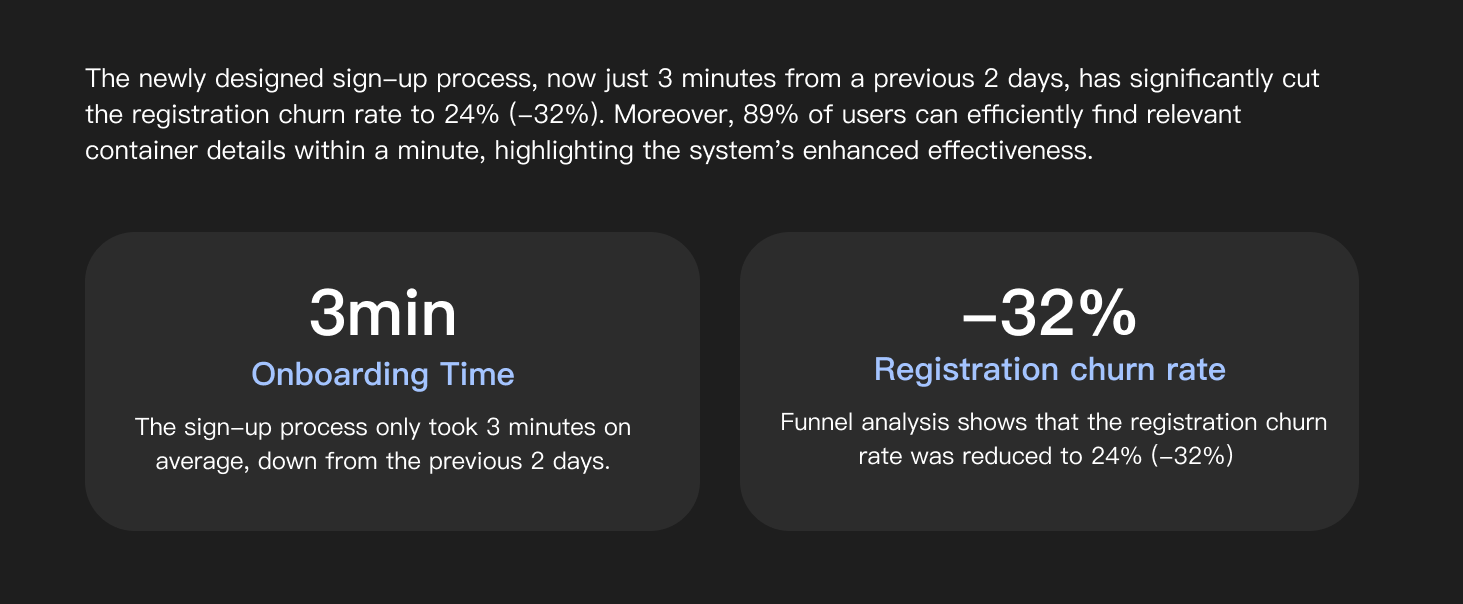 The newly designed sign–up process, now just 3 minutes from a previous 2 days, has significantly cut
the registration churn rate to 24% (–32%). Moreover, 89% of users can efficiently find relevant
container details within a minute, highlighting the system’s enhanced effectiveness.
3min
Onboarding Time
The sign–up process only took 3 minutes on
average, down from the previous 2 days.
–32%
Registration churn rate
Funnel analysis shows that the registration churn
rate was reduced to 24% (–32%)